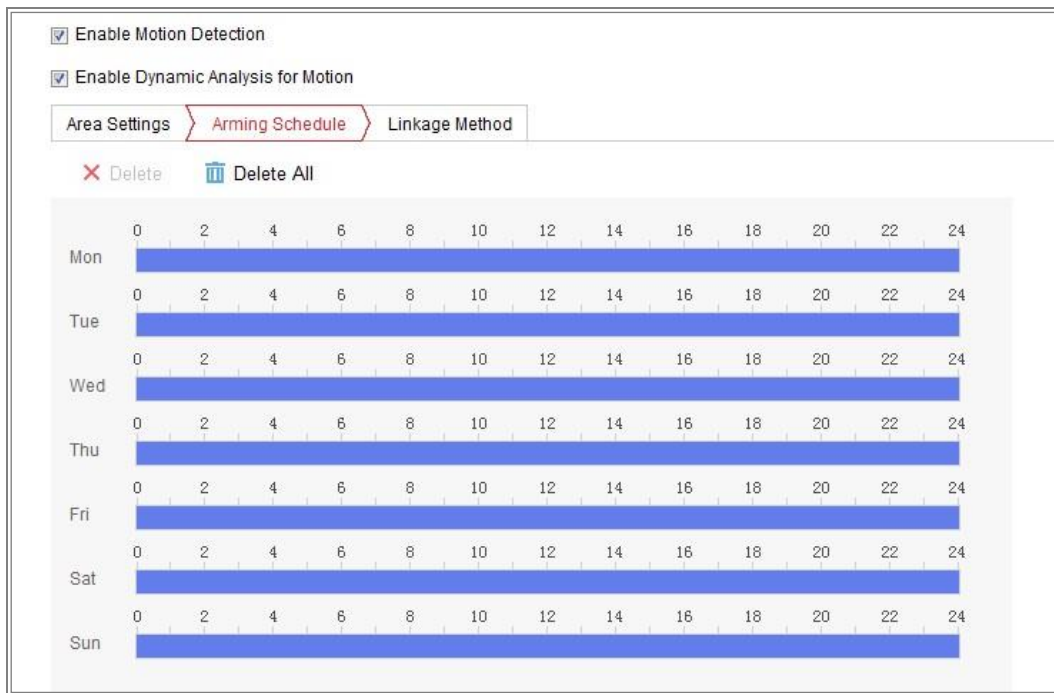 Enable Motion Detection
Enable Dynamic Analysis for Motion
Area Settings Arming Schedule Linkage Method
Delete Delete All
0 2 4 6 8 10 12 14 16 18 20 22 24
Mon
0 2 4 6 8 10 12 14 16 18 20 22 24
Tue
0 2 4 6 8 10 12 14 16 18 20 22 24
Wed
0 2 4 6 8 10 12 14 16 18 20 22 24
Thu
0 2 4 6 8 10 12 14 16 18 20 22 24
Fri
0 2 4 6 8 10 12 14 16 18 20 22 24
Sat
0 2 4 6 8 10 12 14 16 18 20 22 24
Sun